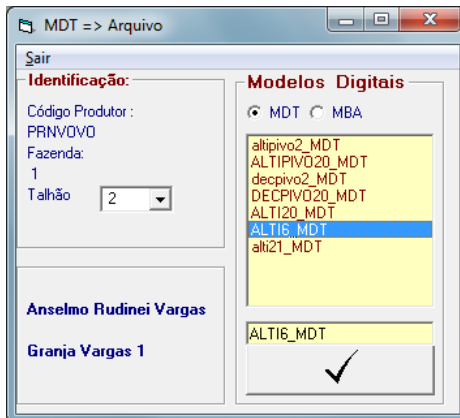 MDT => Arquivo
Sair
Identificação:
Código Produtor :
PRNVOVO
Fazenda:
1
Talhão 2
Anselmo Rudinei Vargas
Granja Vargas 1
Modelos Digitais
MDT MBA
altipivo2_MDT
ALTIPIVO20_MDT
decpivo2_MDT
DECPIVO20_MDT
ALTI20_MDT
ALTI6_MDT
alti21_MDT
ALTI6_MDT